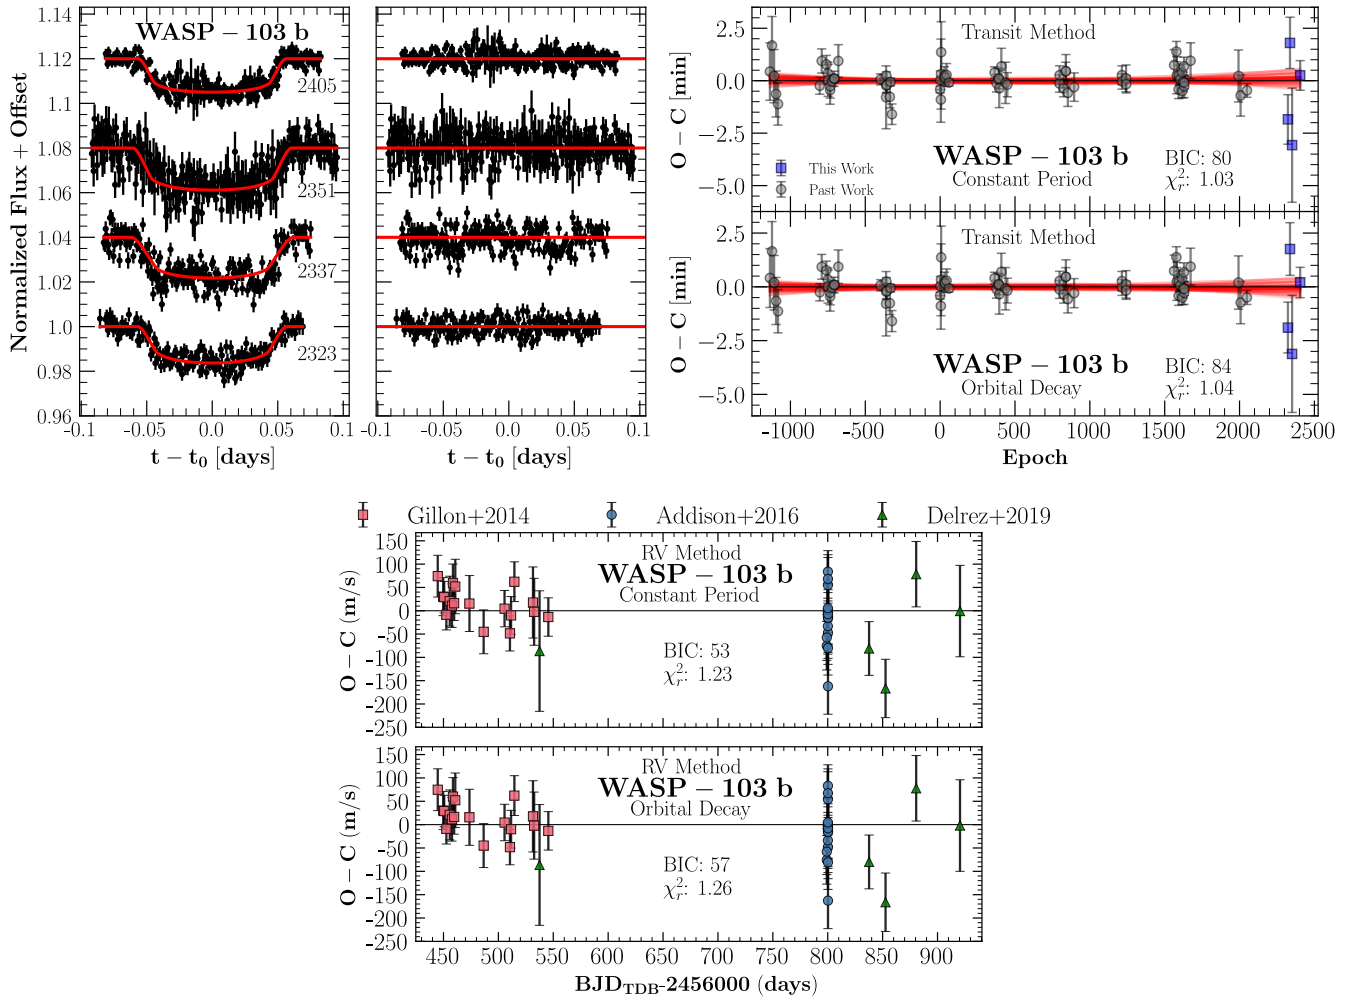 WASP − 103 b
1.12
1.1
1.08
1.06
1.04
1.02
1.0
0.98
0.96
Normalized Flux + Offset
2405
2351
2337
2323
-0.1 -0.05 0.0 0.05 0.1
t − t₀ [days]
-0.1 -0.05 0.0 0.05 0.1
t − t₀ [days]
2.5
0.0
−2.5
−5.0
O − C [min]
Transit Method
This Work
Past Work
WASP − 103 b
Constant Period
BIC: 80
χ²ᵣ: 1.03
2.5
0.0
−2.5
−5.0
O − C [min]
Transit Method
WASP − 103 b
Orbital Decay
BIC: 84
χ²ᵣ: 1.04
-1000 -500 0 500 1000 1500 2000 2500
Epoch
Gillon+2014 Addison+2016 Delrez+2019
150
100
50
0
-50
-100
-150
-200
-250
O − C (m/s)
RV Method
WASP − 103 b
Constant Period
BIC: 53
χ²ᵣ: 1.23
150
100
50
0
-50
-100
-150
-200
-250
O − C (m/s)
RV Method
WASP − 103 b
Orbital Decay
BIC: 57
χ²ᵣ: 1.26
450 500 550 600 650 700 750 800 850 900
BJD_TDB-2456000 (days)